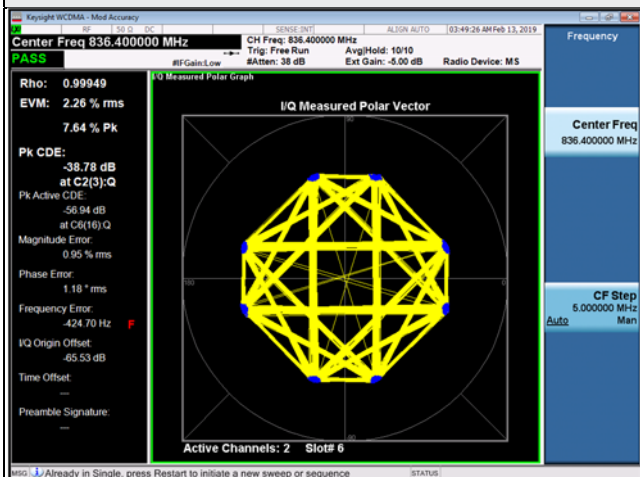 Keysight WCDMA - Mod Accuracy
RF 50 Ω DC SENSE:INT ALIGN AUTO 03:49:26 AM Feb 13, 2019
Center Freq 836.400000 MHz
PASS
#IFGain:Low
CH Freq: 836.400000 MHz
Trig: Free Run Avg|Hold: 10/10
#Atten: 38 dB Ext Gain: -5.00 dB Radio Device: MS
Frequency
Rho: 0.99949
EVM: 2.26 % rms
7.64 % Pk
Pk CDE:
-38.78 dB
at C2(3):Q
Pk Active CDE:
-56.94 dB
at C6(16):Q
Magnitude Error:
0.95 % rms
Phase Error:
1.18 ° rms
Frequency Error:
-424.70 Hz F
I/Q Origin Offset:
-65.53 dB
Time Offset:
---
Preamble Signature:
---
I/Q Measured Polar Graph
I/Q Measured Polar Vector
90
180
0
Active Channels: 2 Slot# 6
Center Freq
836.400000 MHz
CF Step
5.000000 MHz
Auto Man
MSG Already in Single, press Restart to initiate a new sweep or sequence STATUS